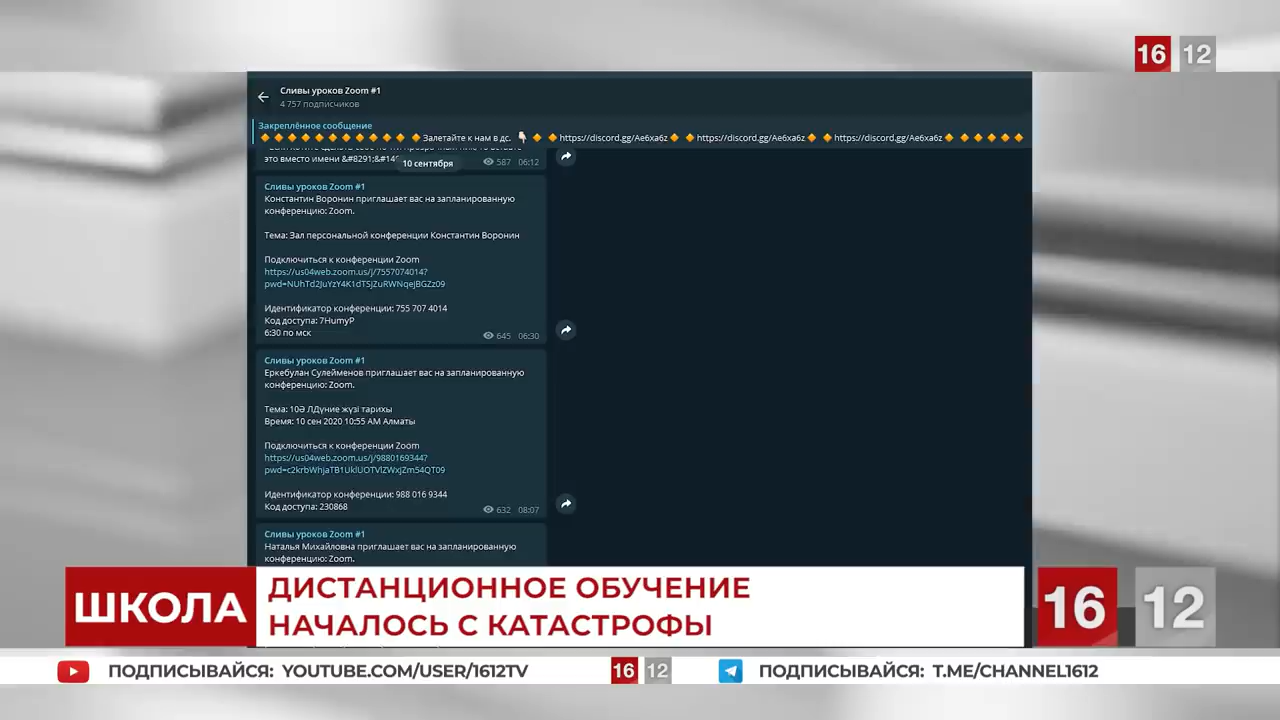 16 12
Сливы уроков Zoom #1
4 757 подписчиков
Закреплённое сообщение
Залетайте к нам в дс. https://discord.gg/Ae6xa6z https://discord.gg/Ae6xa6z https://discord.gg/Ae6xa6z
это вместо имени &#8291;&#14
10 сентября
587 06:12
Сливы уроков Zoom #1
Константин Воронин приглашает вас на запланированную
конференцию: Zoom.
Тема: Зал персональной конференции Константин Воронин
Подключиться к конференции Zoom
https://us04web.zoom.us/j/7557074014?
pwd=NUhTd2JuYzY4K1dTSjZuRWNqejBGZz09
Идентификатор конференции: 755 707 4014
Код доступа: 7HumyP
6:30 по мск
645 06:30
Сливы уроков Zoom #1
Еркебулан Сулейменов приглашает вас на запланированную
конференцию: Zoom.
Тема: 10Ә ЛДүние жүзі тарихы
Время: 10 сен 2020 10:55 AM Алматы
Подключиться к конференции Zoom
https://us04web.zoom.us/j/9880169344?
pwd=c2krbWhjaTB1UklUOTVlZWxjZm54QT09
Идентификатор конференции: 988 016 9344
Код доступа: 230868
632 08:07
Сливы уроков Zoom #1
Наталья Михайловна приглашает вас на запланированную
конференцию: Zoom.
ШКОЛА
ДИСТАНЦИОННОЕ ОБУЧЕНИЕ
НАЧАЛОСЬ С КАТАСТРОФЫ
16 12
ПОДПИСЫВАЙСЯ: YOUTUBE.COM/USER/1612TV
16 12
ПОДПИСЫВАЙСЯ: T.ME/CHANNEL1612